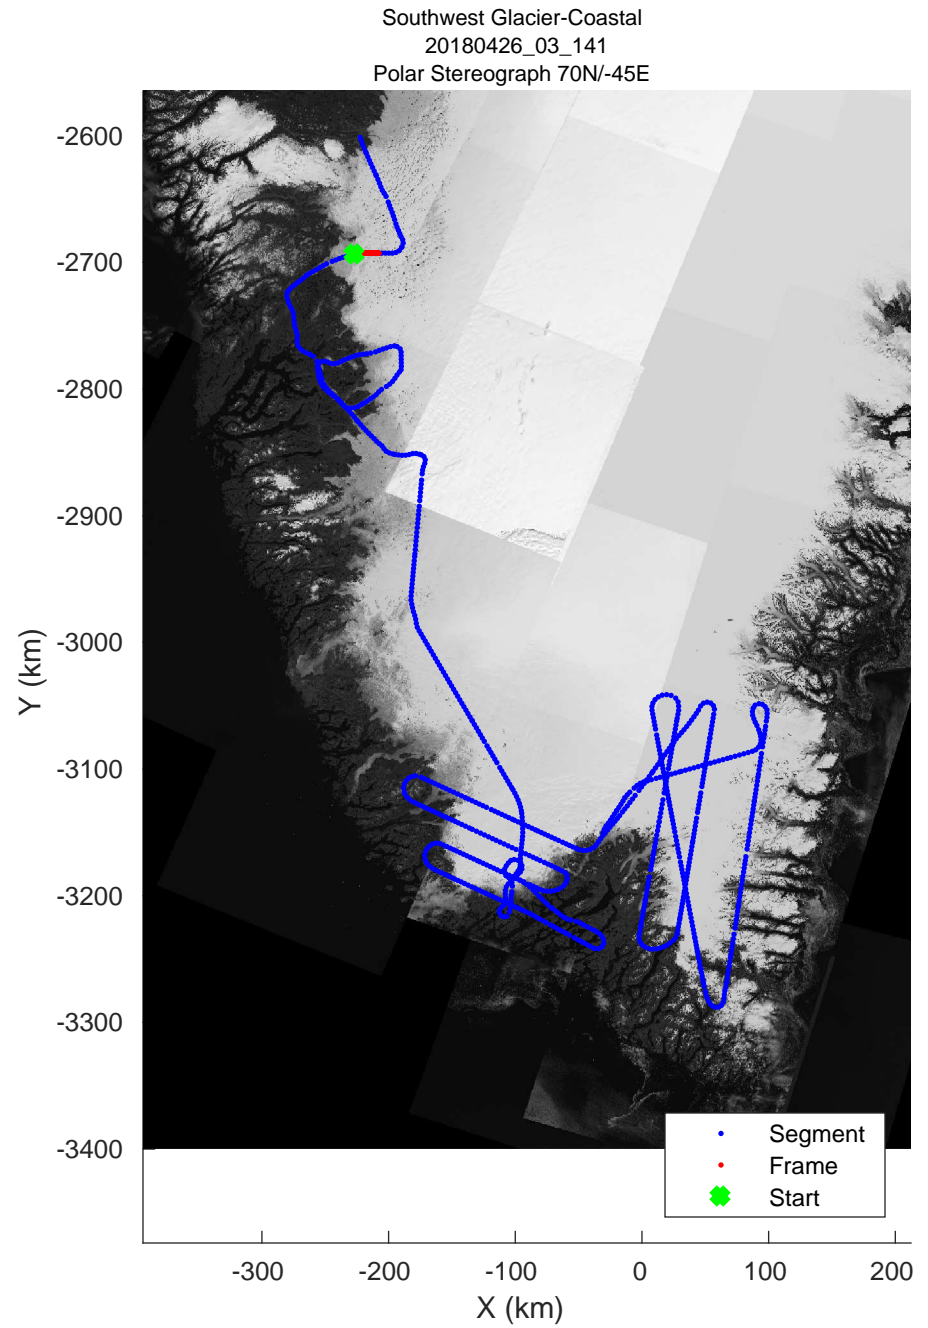 Southwest Glacier-Coastal
20180426_03_141
Polar Stereograph 70N/-45E
-2600
-2700
-2800
-2900
-3000
-3100
-3200
-3300
-3400
Y (km)
Segment
Frame
Start
-300
-200
-100
0
100
200
X (km)